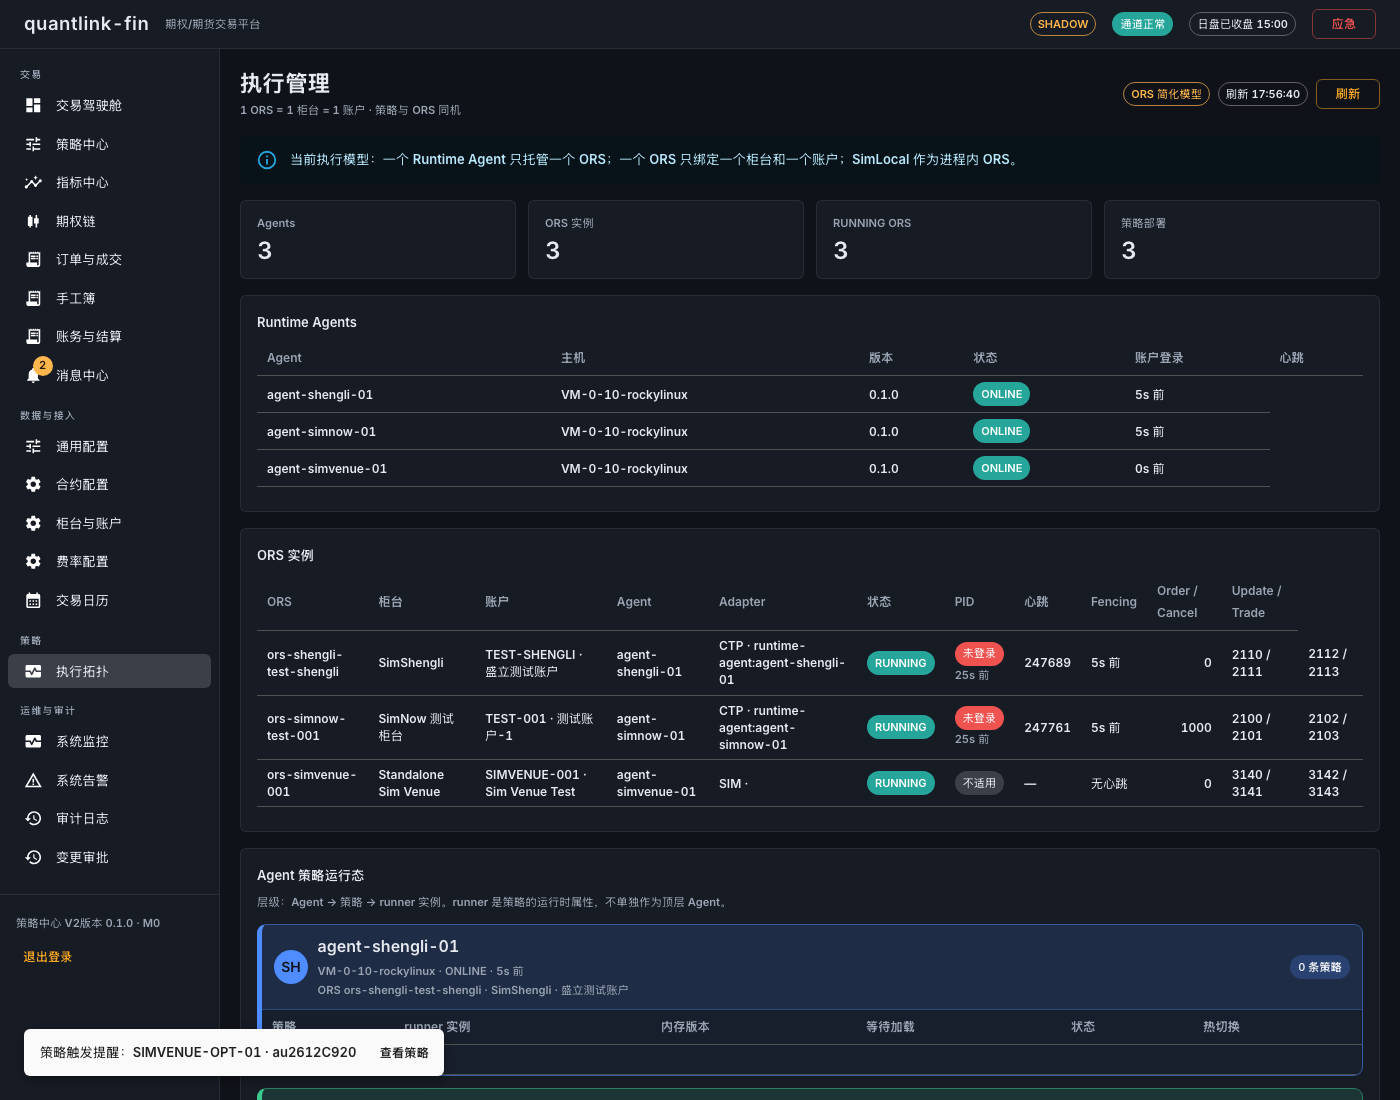 quantlink-fin 期权/期货交易平台 SHADOW 通道正常 日盘已收盘 15:00 应急
交易
交易驾驶舱
策略中心
指标中心
期权链
订单与成交
手工簿
账务与结算
2
消息中心
数据与接入
通用配置
合约配置
柜台与账户
费率配置
交易日历
策略
执行拓扑
运维与审计
系统监控
系统告警
审计日志
变更审批
策略中心 V2版本 0.1.0 · M0
退出登录
执行管理
1 ORS = 1 柜台 = 1 账户 · 策略与 ORS 同机
ORS 简化模型 刷新 17:56:40 刷新
当前执行模型：一个 Runtime Agent 只托管一个 ORS；一个 ORS 只绑定一个柜台和一个账户；SimLocal 作为进程内 ORS。
Agents ORS 实例 RUNNING ORS 策略部署
3 3 3 3
Runtime Agents
Agent 主机 版本 状态 账户登录 心跳
agent-shengli-01 VM-0-10-rockylinux 0.1.0 ONLINE 5s 前
agent-simnow-01 VM-0-10-rockylinux 0.1.0 ONLINE 5s 前
agent-simvenue-01 VM-0-10-rockylinux 0.1.0 ONLINE 0s 前
ORS 实例
ORS 柜台 账户 Agent Adapter 状态 PID 心跳 Fencing Order / Cancel Update / Trade
ors-shengli-test-shengli SimShengli TEST-SHENGLI · 盛立测试账户 agent-shengli-01 CTP · runtime-agent:agent-shengli-01 RUNNING 未登录 25s 前 247689 5s 前 0 2110 / 2111 2112 / 2113
ors-simnow-test-001 SimNow 测试柜台 TEST-001 · 测试账户-1 agent-simnow-01 CTP · runtime-agent:agent-simnow-01 RUNNING 未登录 25s 前 247761 5s 前 1000 2100 / 2101 2102 / 2103
ors-simvenue-001 Standalone Sim Venue SIMVENUE-001 · Sim Venue Test agent-simvenue-01 SIM · RUNNING 不适用 — 无心跳 0 3140 / 3141 3142 / 3143
Agent 策略运行态
层级：Agent → 策略 → runner 实例。runner 是策略的运行时属性，不单独作为顶层 Agent。
SH
agent-shengli-01
VM-0-10-rockylinux · ONLINE · 5s 前
ORS ors-shengli-test-shengli · SimShengli · 盛立测试账户
0 条策略
策略 runner 实例 内存版本 等待加载 状态 热切换
策略触发提醒：SIMVENUE-OPT-01 · au2612C920 查看策略